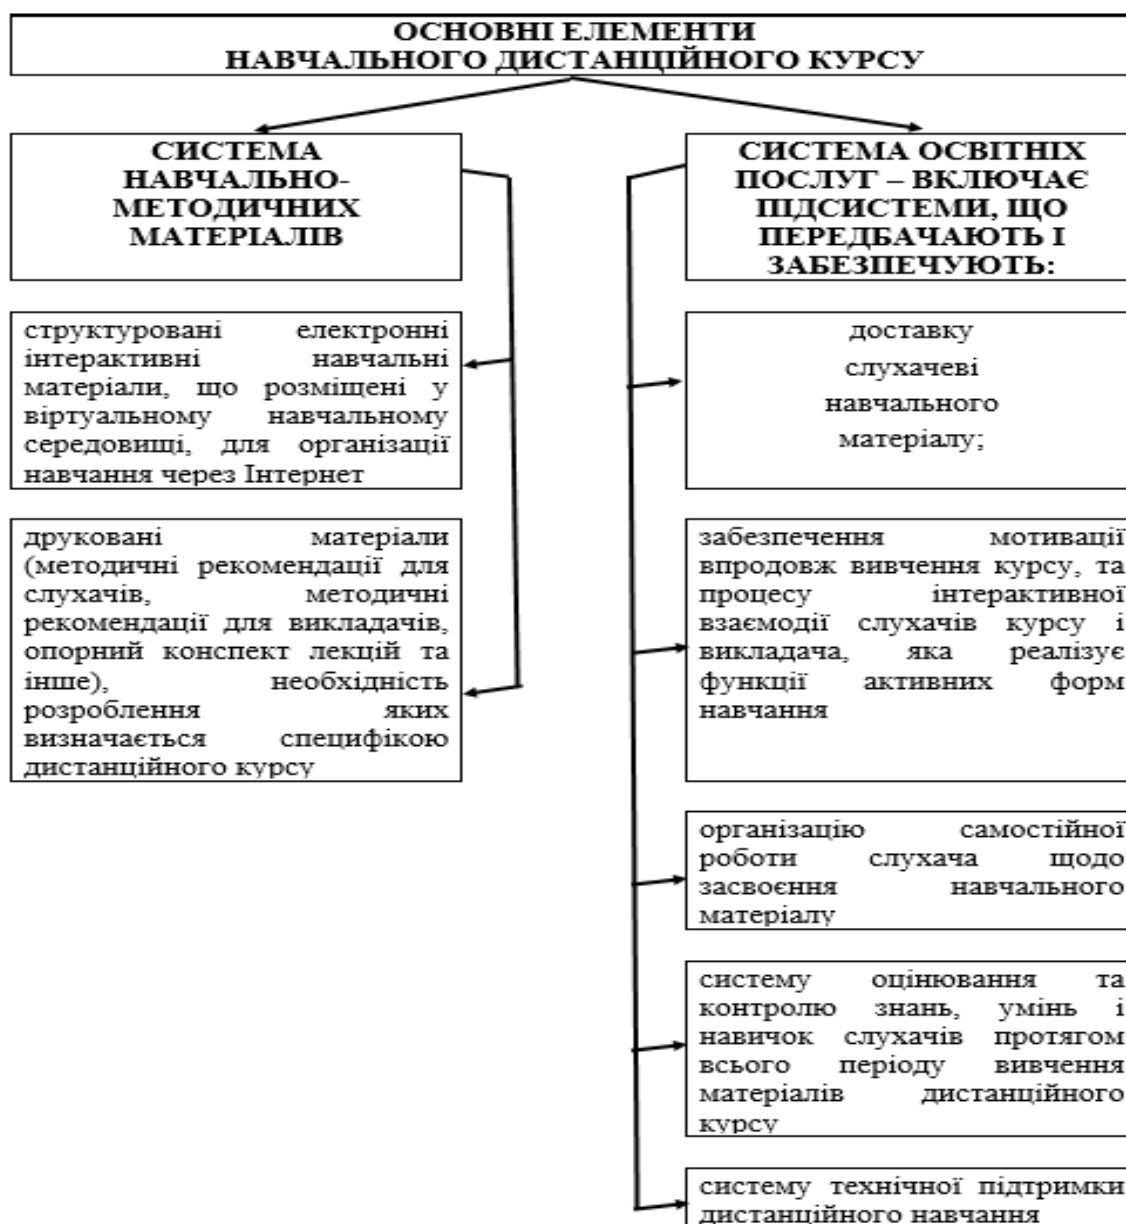 ОСНОВНІ ЕЛЕМЕНТИ
НАВЧАЛЬНОГО ДИСТАНЦІЙНОГО КУРСУ
СИСТЕМА
НАВЧАЛЬНО-
МЕТОДИЧНИХ
МАТЕРІАЛІВ
структуровані електронні
інтерактивні навчальні
матеріали, що розміщені у
віртуальному навчальному
середовищі, для організації
навчання через Інтернет
друковані матеріали
(методичні рекомендації для
слухачів, методичні
рекомендації для викладачів,
опорний конспект лекцій та
інше), необхідність
розроблення яких
визначається специфікою
дистанційного курсу
СИСТЕМА ОСВІТНІХ
ПОСЛУГ – ВКЛЮЧАЄ
ПІДСИСТЕМИ, ЩО
ПЕРЕДБАЧАЮТЬ І
ЗАБЕЗПЕЧУЮТЬ:
доставку
слухачеві
навчального
матеріалу;
забезпечення мотивації
впродовж вивчення курсу, та
процесу інтерактивної
взаємодії слухачів курсу і
викладача, яка реалізує
функції активних форм
навчання
організацію самостійної
роботи слухача щодо
засвоєння навчального
матеріалу
систему оцінювання та
контролю знань, умінь і
навичок слухачів протягом
всього періоду вивчення
матеріалів дистанційного
курсу
систему технічної підтримки
дистанційного навчання